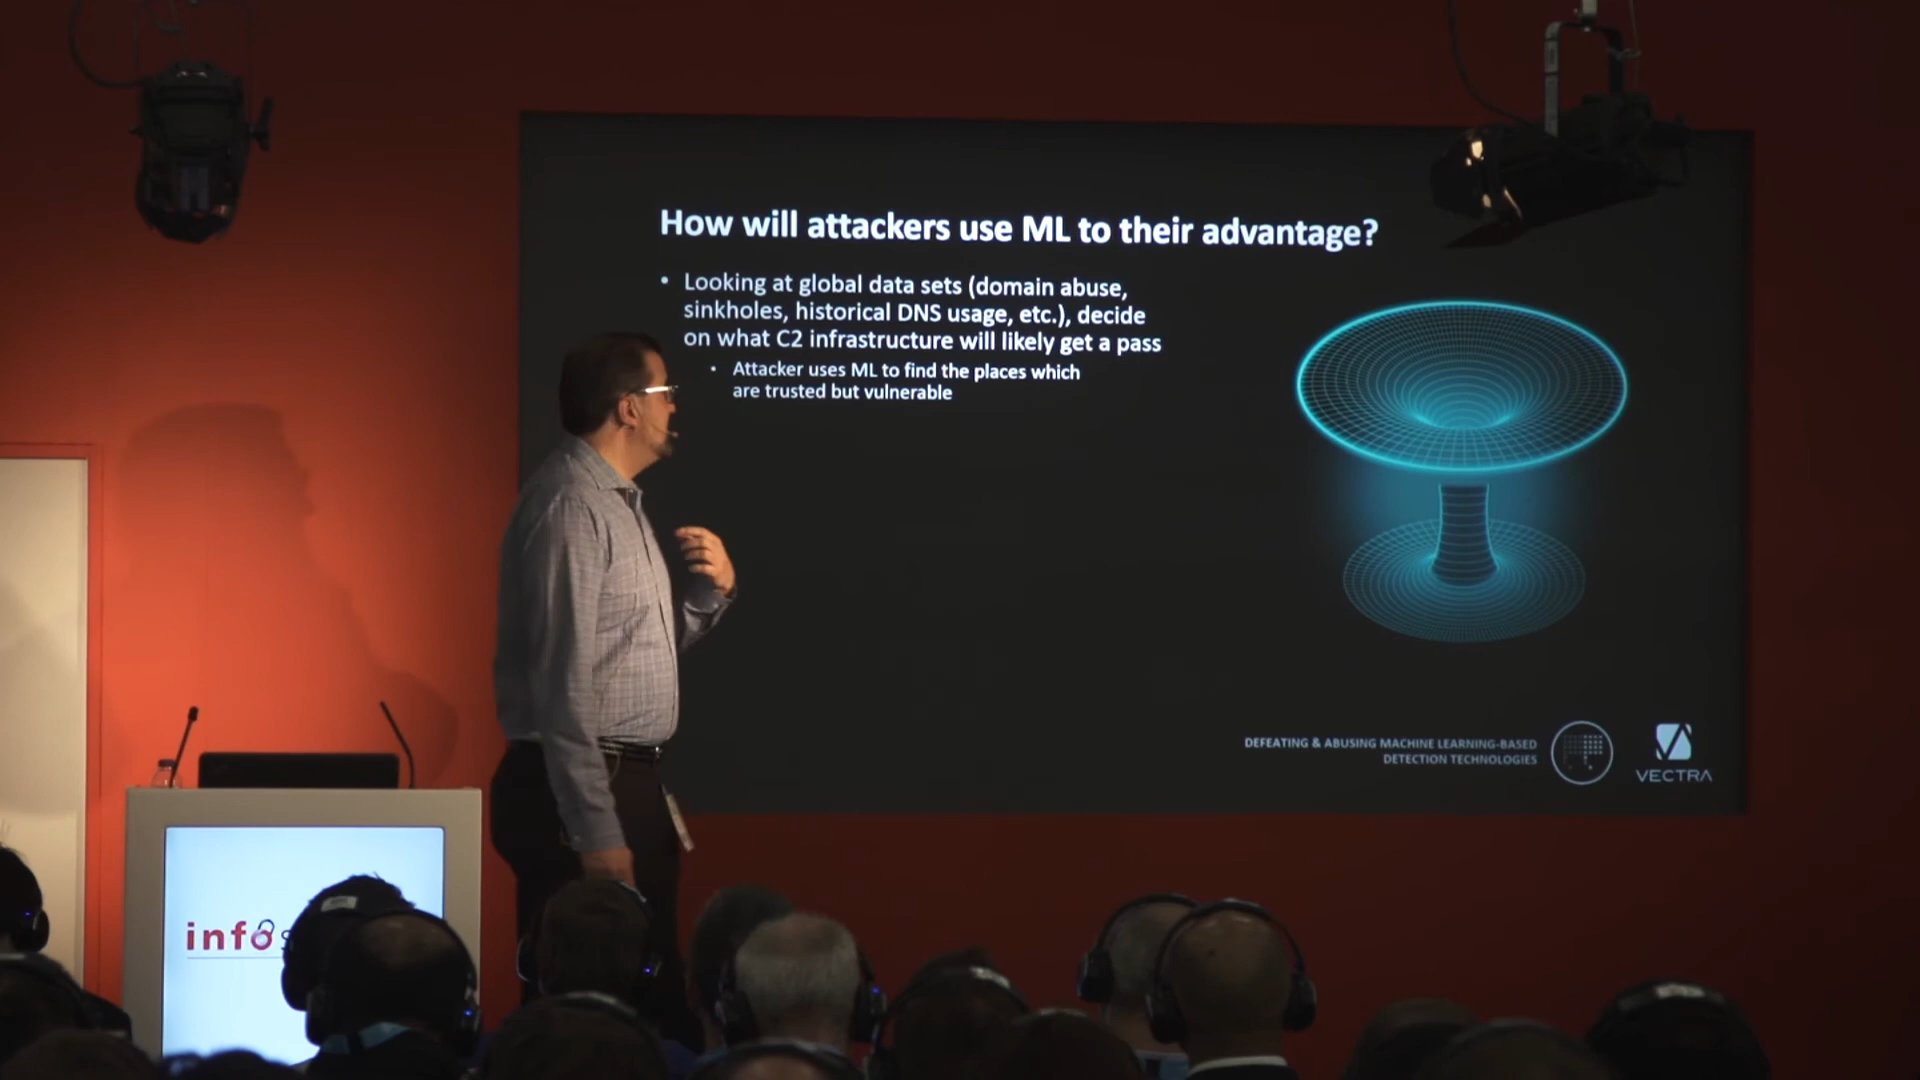 How will attackers use ML to their advantage?
• Looking at global data sets (domain abuse,
sinkholes, historical DNS usage, etc.), decide
on what C2 infrastructure will likely get a pass
• Attacker uses ML to find the places which
are trusted but vulnerable
DEFEATING & ABUSING MACHINE LEARNING-BASED
DETECTION TECHNOLOGIES
VECTRA
infos